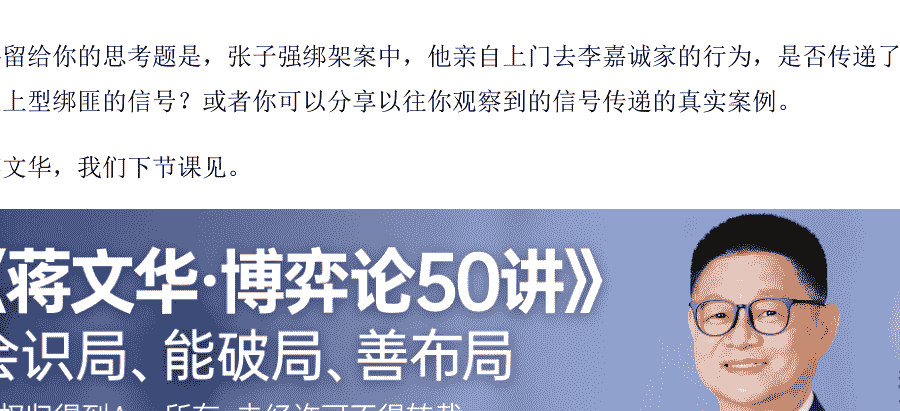 留给你的思考题是，张子强绑架案中，他亲自上门去李嘉诚家的行为，是否传递了
上型绑匪的信号？或者你可以分享以往你观察到的信号传递的真实案例。
文华，我们下节课见。
《蒋文华·博弈论50讲》
会识局、能破局、善布局